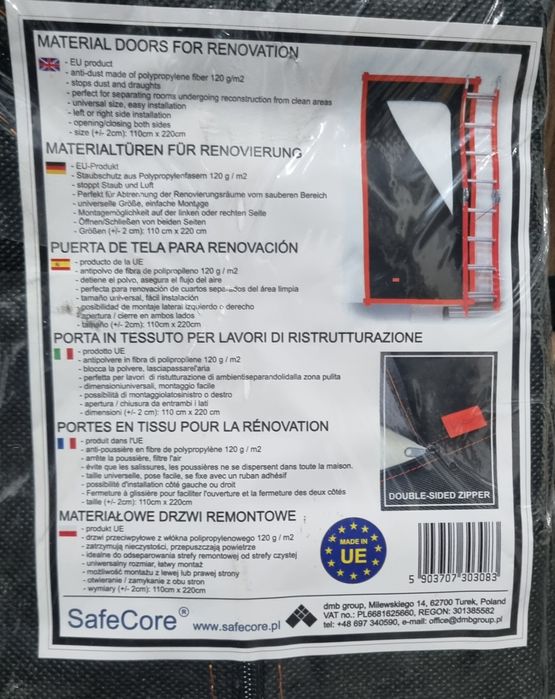 MATERIAL DOORS FOR RENOVATION
- EU product
- anti-dust made of polypropylene fiber 120 g/m2
- stops dust and draughts
- perfect for separating rooms undergoing reconstruction from clean areas
- universal size, easy installation
- left or right side installation
- opening/closing both sides
- size (+/- 2cm): 110cm x 220cm
MATERIALTÜREN FÜR RENOVIERUNG
- EU-Produkt
- Staubschutz aus Polypropylenfasern 120 g / m2
- stoppt Staub und Luft
- Perfekt für Abtrennung der Renovierungsräume vom sauberen Bereich
- universelle Größe, einfache Montage
- Montagemöglichkeit auf der linken oder rechten Seite
- Öffnen/Schließen von beiden Seiten
- Größen (+/- 2 cm): 110 cm x 220 cm
PUERTA DE TELA PARA RENOVACIÓN
- producto de la UE
- antipolvo de fibra de polipropileno 120 g / m2
- detiene el polvo, asegura el flujo del aire
- perfecta para renovación de cuartos separados del área limpia
- tamaño universal, fácil instalación
- posibilidad de montaje lateral izquierdo o derecho
- apertura / cierre en ambos lados
- tamaño (+/- 2cm): 110cm x 220cm
PORTA IN TESSUTO PER LAVORI DI RISTRUTTURAZIONE
- prodotto UE
- antipolvere in fibra di polipropilene 120 g / m2
- blocca la polvere, lasciapassarel'aria
- perfetta per lavori di ristutturazione di ambientiseparandolidalla zona pulita
- dimensioniuniversali, montaggio facile
- possibilità di montaggiolatosinistro o destro
- apertura / chiusura da entrambi i lati
- dimensioni (+/- 2 cm): 110 cm x 220 cm
PORTES EN TISSU POUR LA RÉNOVATION
- produit dans l'UE
- anti-poussière en fibre de polypropylène 120 g / m2
- arrête la poussière, filtre l'air
- évite que les salissures, les poussières ne se dispersent dans toute la maison.
- taille universelle, pose facile, se fixe avec un ruban adhésif
- possibilité d'installation côté gauche ou droit
- Fermeture à glissière pour faciliter l'ouverture et la fermeture des deux côtés
- taille (+/- 2cm): 110cm x 220cm
DOUBLE-SIDED ZIPPER
MATERIAŁOWE DRZWI REMONTOWE
- produkt UE
- drzwi przeciwpyłowe z włókna polipropylenowego 120 g / m2
- zatrzymują nieczystości, przepuszczają powietrze
- idealne do odseparowania strefy remontowej od strefy czystej
- uniwersalny rozmiar, łatwy montaż
- możliwość montażu z lewej lub prawej strony
- otwieranie / zamykanie z obu stron
- wymiary (+/- 2cm): 110cm x 220cm
MADE IN
UE
5 903707 303083
SafeCore® www.safecore.pl
dmb group, Milewskiego 14, 62700 Turek, Poland
VAT no.: PL6681625660, REGON: 301385582
tel: +48 697 340590, e-mail: office@dmbgroup.pl